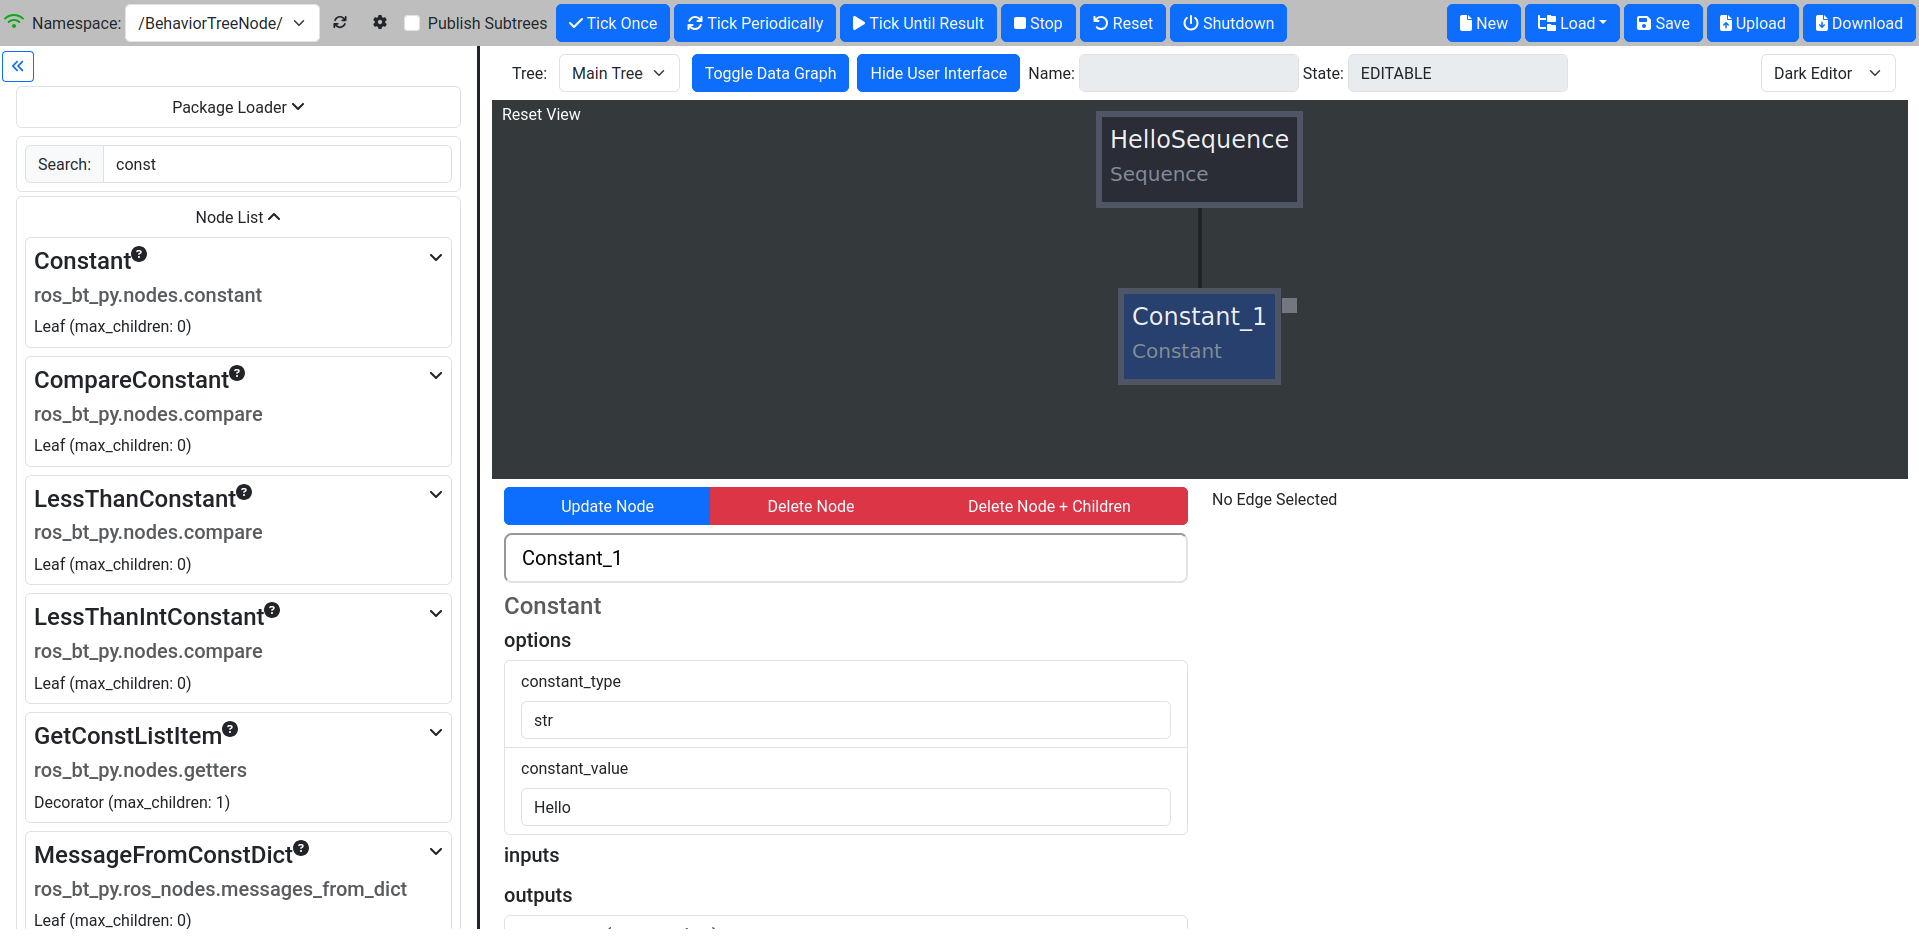 Namespace: /BehaviorTreeNode/ Publish Subtrees Tick Once Tick Periodically Tick Until Result Stop Reset Shutdown New Load Save Upload Download
Tree: Main Tree Toggle Data Graph Hide User Interface Name: State: EDITABLE Dark Editor
Package Loader
Search: const
Node List
Constant
ros_bt_py.nodes.constant
Leaf (max_children: 0)
CompareConstant
ros_bt_py.nodes.compare
Leaf (max_children: 0)
LessThanConstant
ros_bt_py.nodes.compare
Leaf (max_children: 0)
LessThanIntConstant
ros_bt_py.nodes.compare
Leaf (max_children: 0)
GetConstListItem
ros_bt_py.nodes.getters
Decorator (max_children: 1)
MessageFromConstDict
ros_bt_py.ros_nodes.messages_from_dict
Leaf (max_children: 0)
Reset View
HelloSequence
Sequence
Constant_1
Constant
Update Node Delete Node Delete Node + Children
No Edge Selected
Constant_1
Constant
options
constant_type
str
constant_value
Hello
inputs
outputs